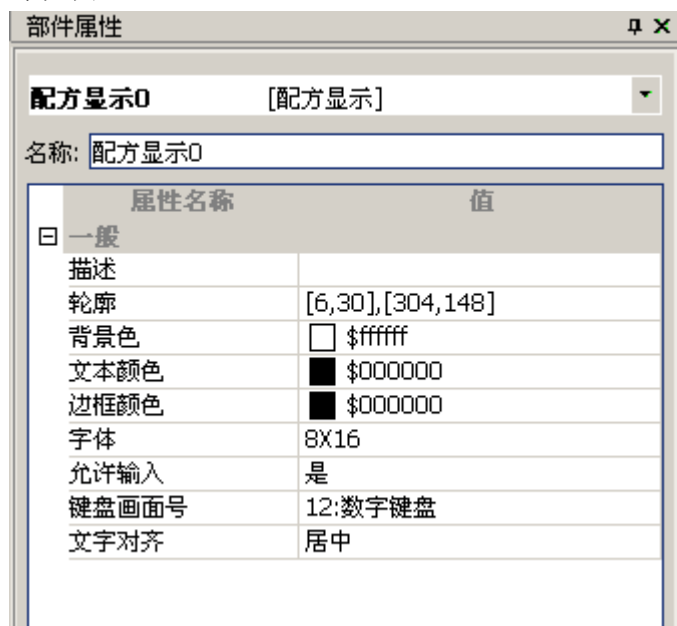 部件属性
配方显示0 [配方显示]
名称: 配方显示0
属性名称 值
一般
描述
轮廓 [6,30],[304,148]
背景色 $ffffff
文本颜色 $000000
边框颜色 $000000
字体 8X16
允许输入 是
键盘画面号 12:数字键盘
文字对齐 居中